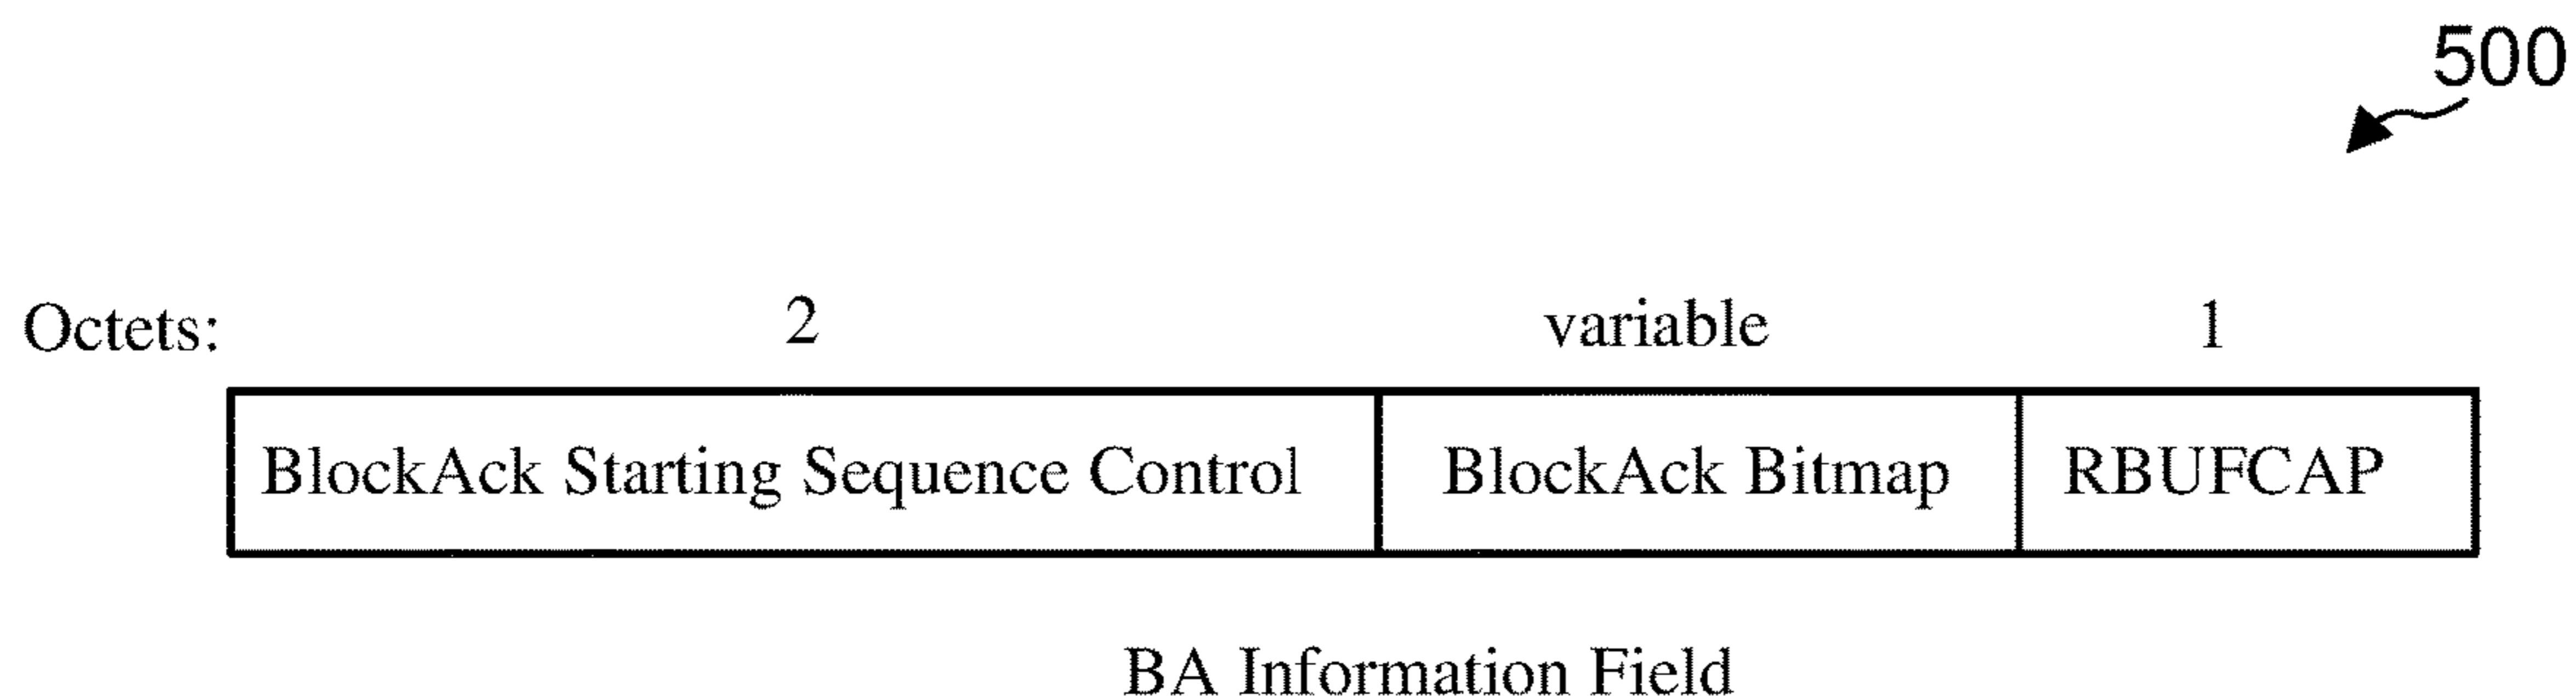 500
Octets: 2 variable 1
BlockAck Starting Sequence Control BlockAck Bitmap RBUFCAP
BA Information Field